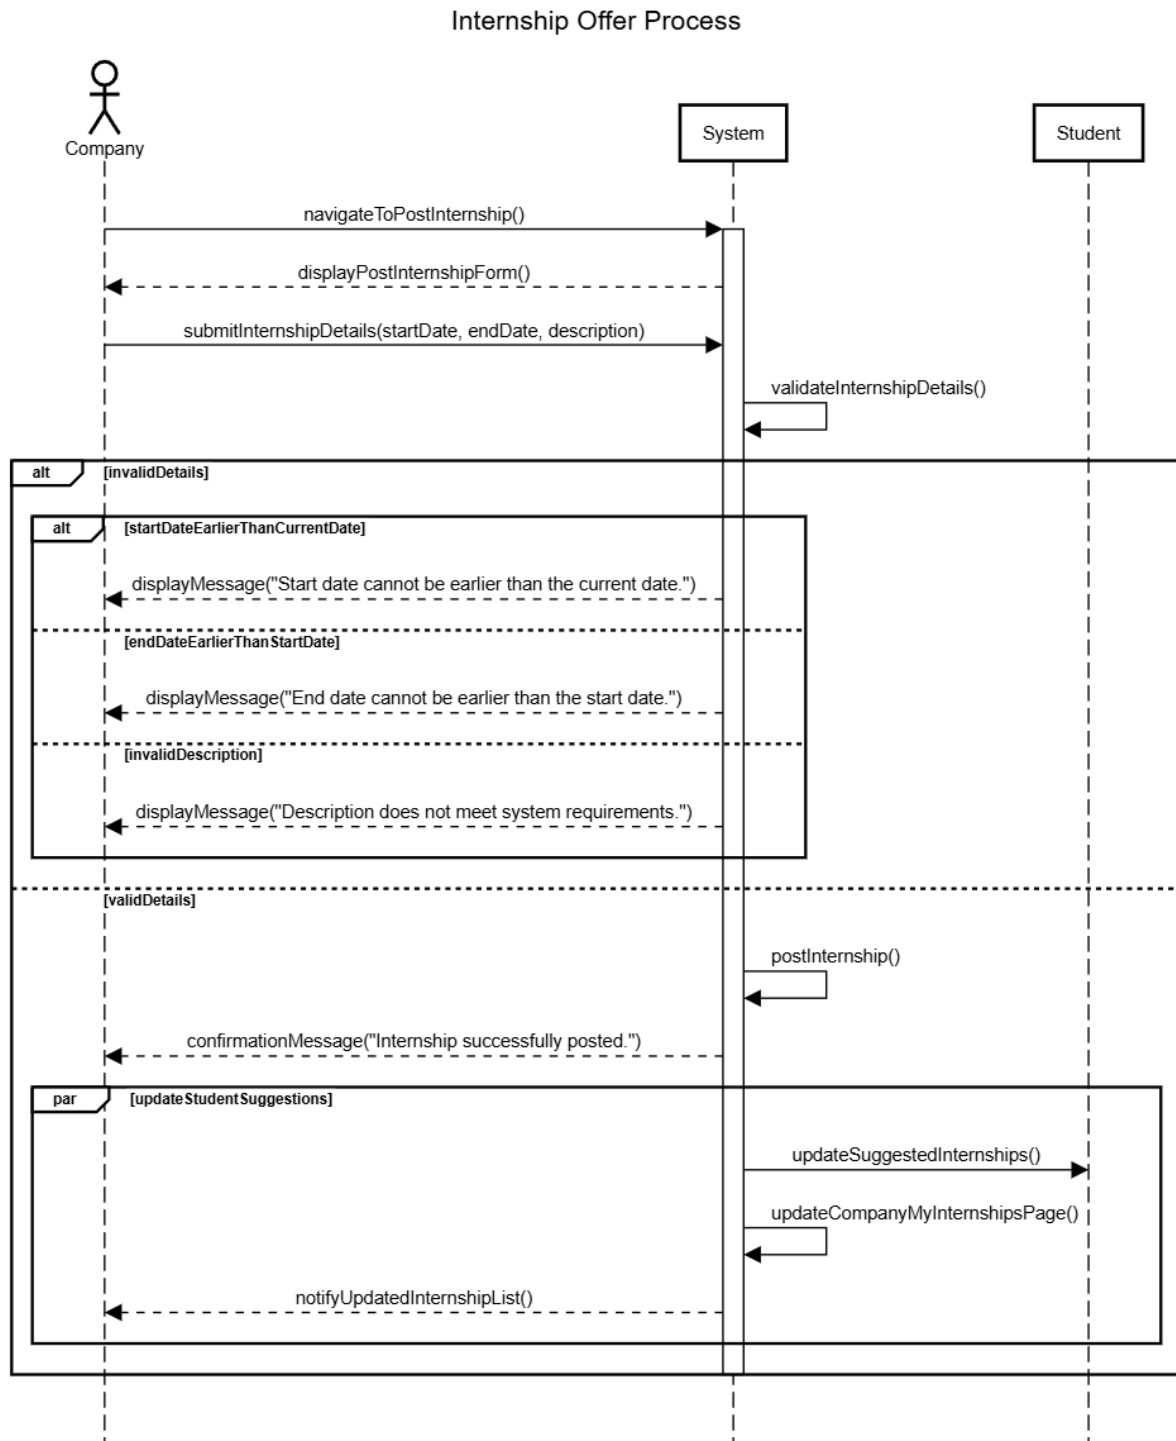 Internship Offer Process
Company
System
Student
navigateToPostInternship()
displayPostInternshipForm()
submitInternshipDetails(startDate, endDate, description)
validateInternshipDetails()
alt [invalidDetails]
alt [startDateEarlierThanCurrentDate]
displayMessage("Start date cannot be earlier than the current date.")
[endDateEarlierThanStartDate]
displayMessage("End date cannot be earlier than the start date.")
[invalidDescription]
displayMessage("Description does not meet system requirements.")
[validDetails]
postInternship()
confirmationMessage("Internship successfully posted.")
par [updateStudentSuggestions]
updateSuggestedInternships()
updateCompanyMyInternshipsPage()
notifyUpdatedInternshipList()